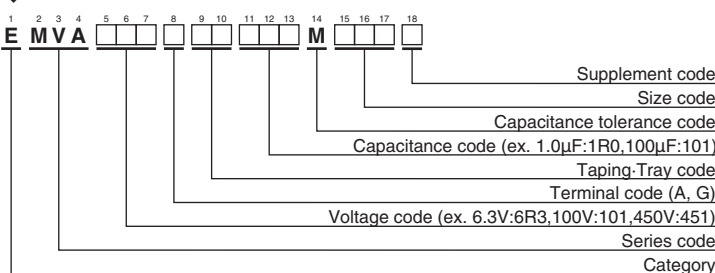 1 2 3 4 5 6 7 8 9 10 11 12 13 14 15 16 17 18
E MVA □□□ □ □□ □□□ M □□□ □
Supplement code
Size code
Capacitance tolerance code
Capacitance code (ex. 1.0µF:1R0,100µF:101)
Taping·Tray code
Terminal code (A, G)
Voltage code (ex. 6.3V:6R3,100V:101,450V:451)
Series code
Category